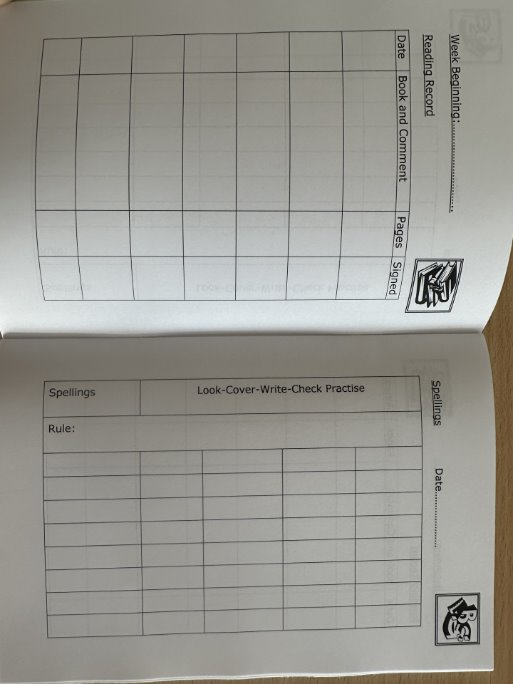 Week Beginning:..............................
Reading Record
Date Book and Comment Pages Signed
Spellings Date....................
Spellings Look-Cover-Write-Check Practise
Rule: